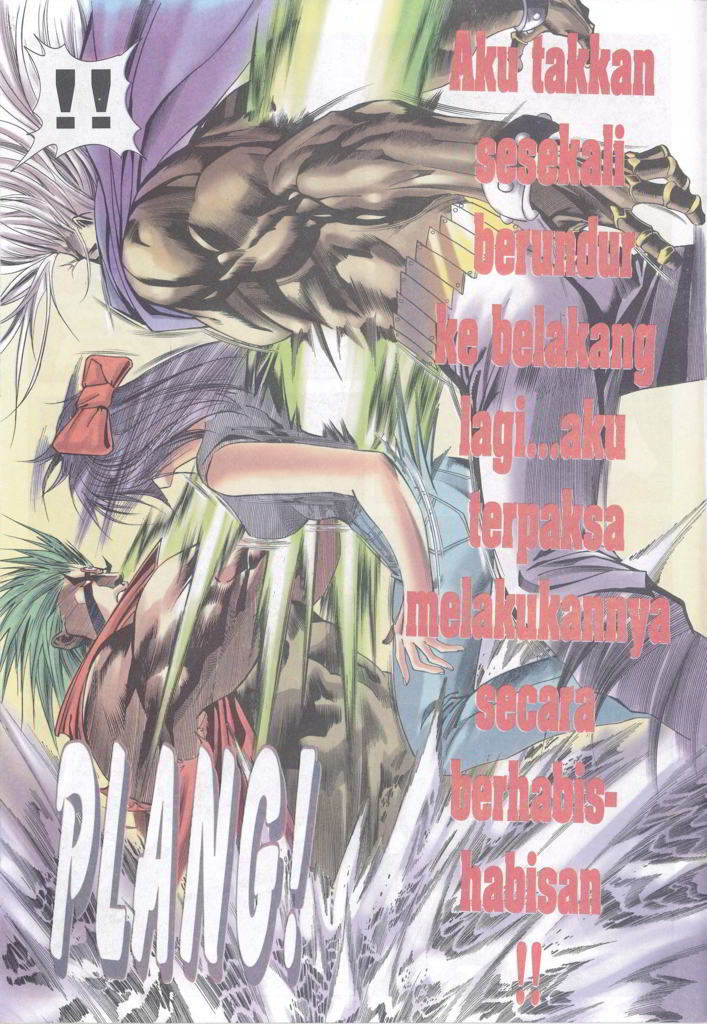 !!
Aku takkan
sesekali
berundur
ke belakang
lagi...aku
terpaksa
melakukannya
secara
berhabis-
habisan
!!
PLANG!